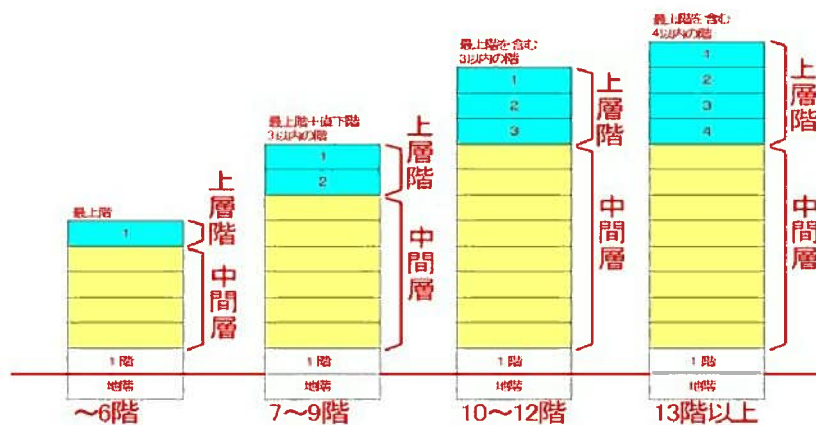 最上階
1
上層階
中間層
1階
地階
～6階
最上階+値下階
3以内の階
1
2
上層階
中間層
1階
地階
7～9階
最上階を含む
3以内の階
1
2
3
上層階
中間層
1階
地階
10～12階
最上階を含む
4以内の階
1
2
3
4
上層階
中間層
1階
地階
13階以上